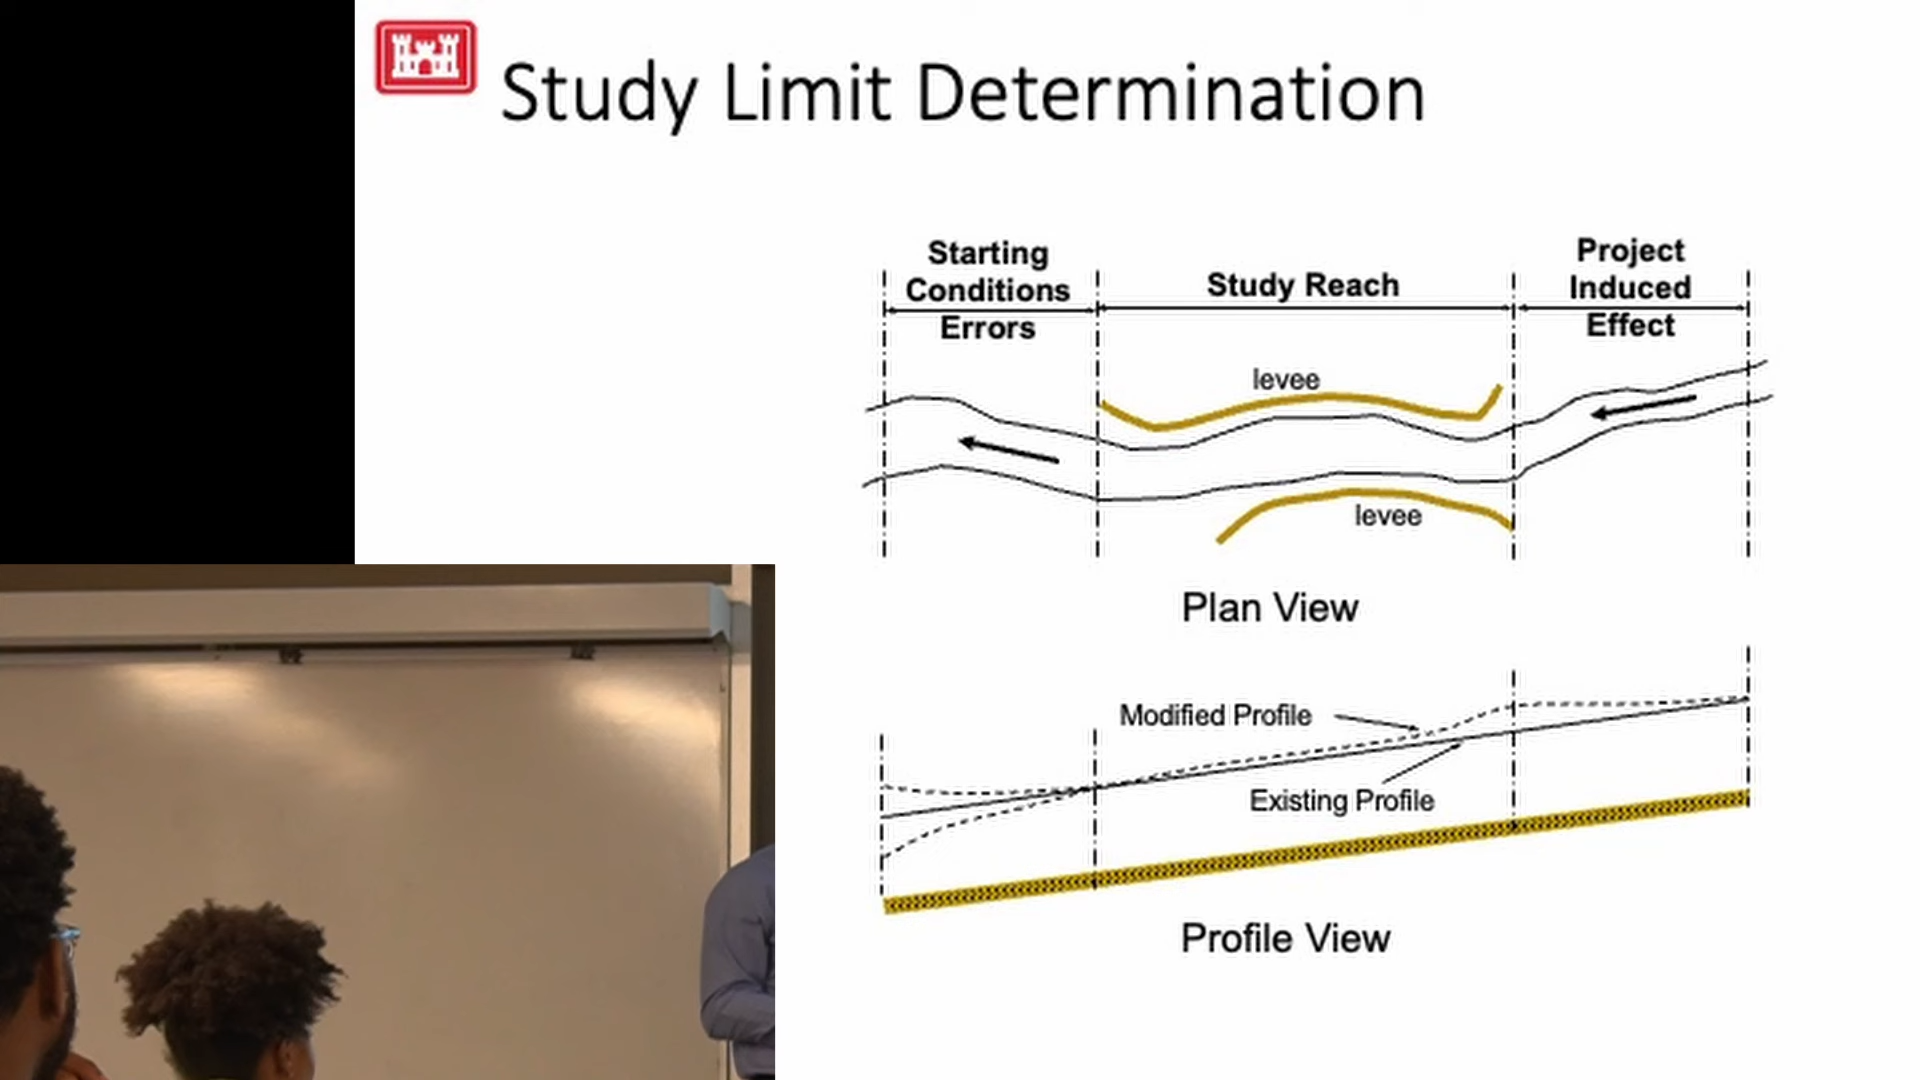 Study Limit Determination
Starting
Conditions
Errors
Study Reach
Project
Induced
Effect
levee
levee
Plan View
Modified Profile
Existing Profile
Profile View